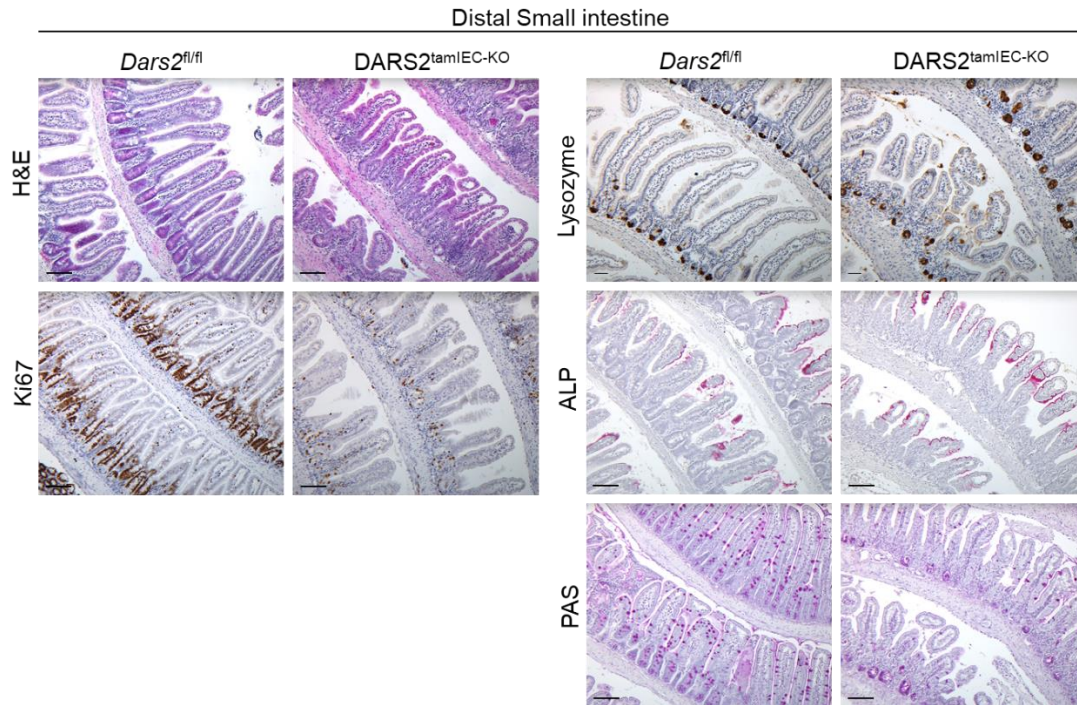 Distal Small intestine
Dars2fl/fl DARS2tamIEC-KO Dars2fl/fl DARS2tamIEC-KO
H&E
Lysozyme
Ki67
ALP
PAS